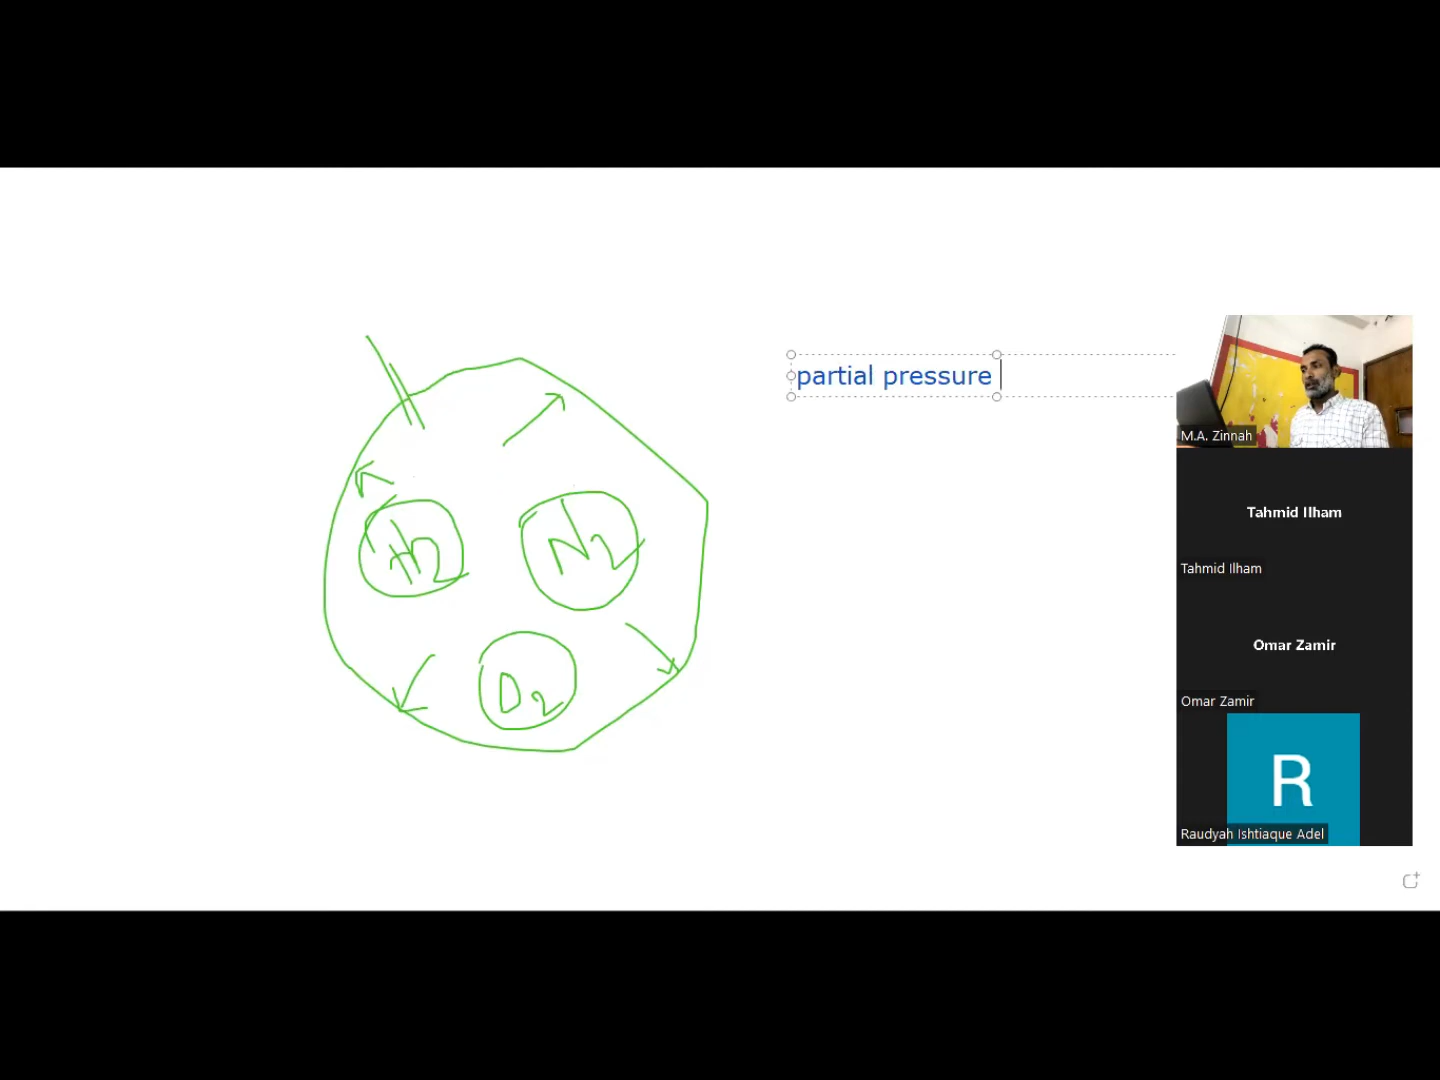 partial pressure
H2
N2
O2
M.A. Zinnah
Tahmid Ilham
Tahmid Ilham
Omar Zamir
Omar Zamir
R
Raudyah Ishtiaque Adel